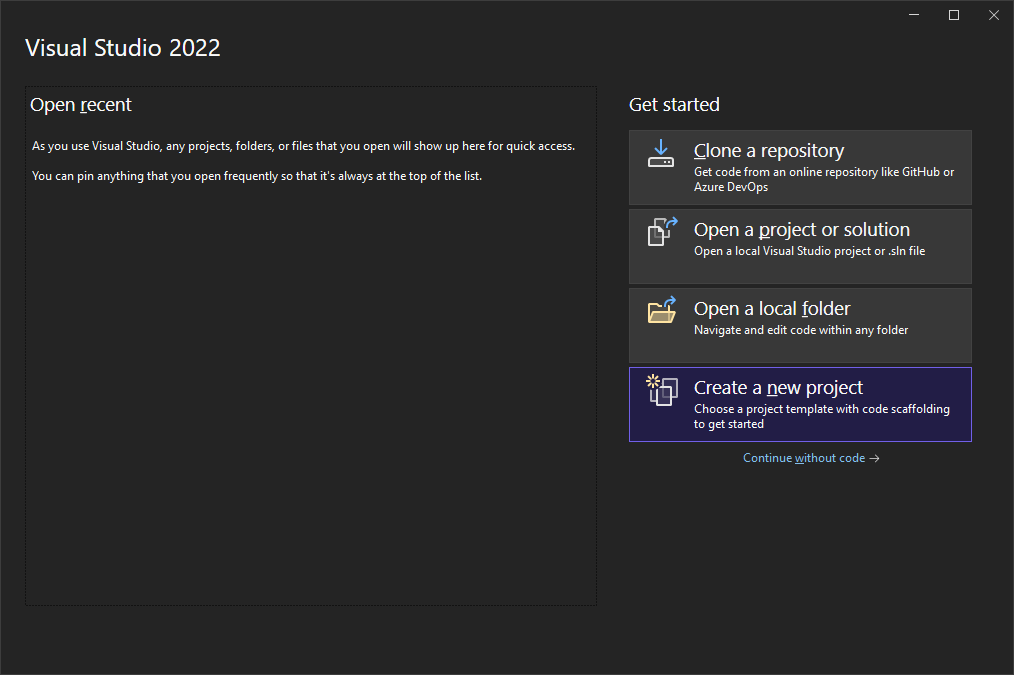 Visual Studio 2022
Open recent
As you use Visual Studio, any projects, folders, or files that you open will show up here for quick access.
You can pin anything that you open frequently so that it's always at the top of the list.
Get started
Clone a repository
Get code from an online repository like GitHub or
Azure DevOps
Open a project or solution
Open a local Visual Studio project or .sln file
Open a local folder
Navigate and edit code within any folder
Create a new project
Choose a project template with code scaffolding
to get started
Continue without code →